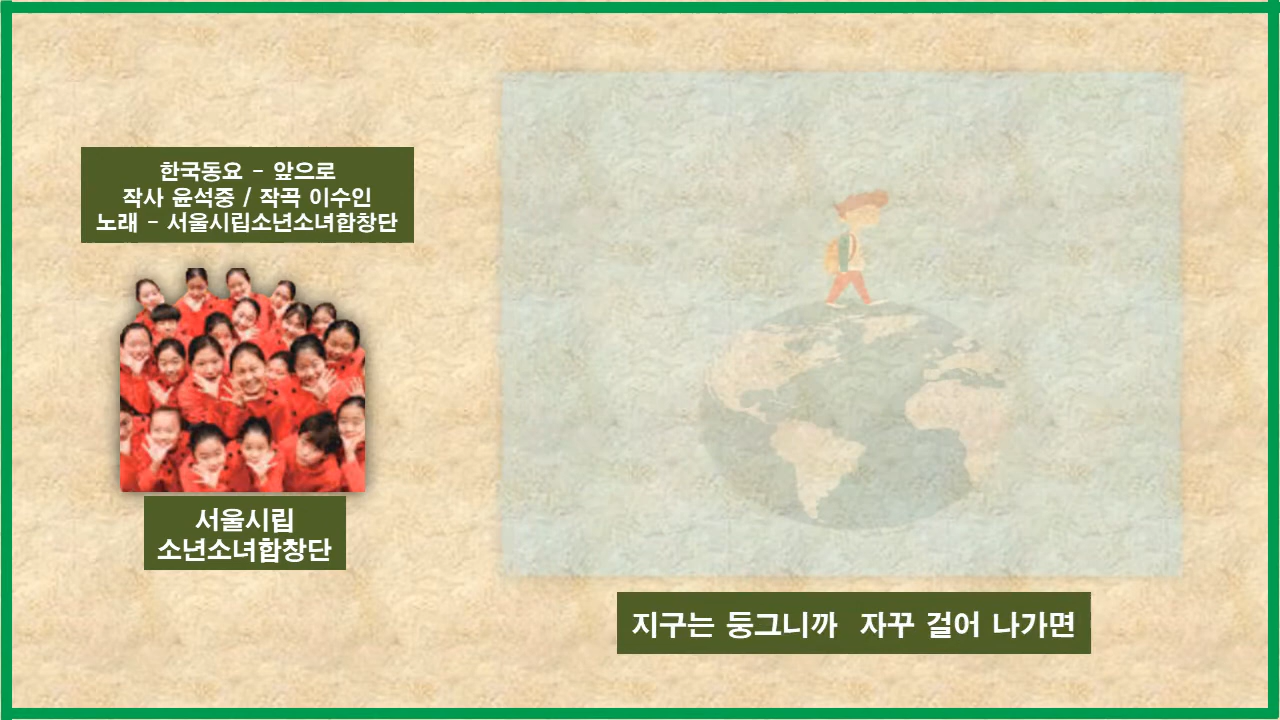 한국동요 - 앞으로
작사 윤석중 / 작곡 이수인
노래 - 서울시립소년소녀합창단
서울시립
소년소녀합창단
지구는 둥그니까  자꾸 걸어 나가면